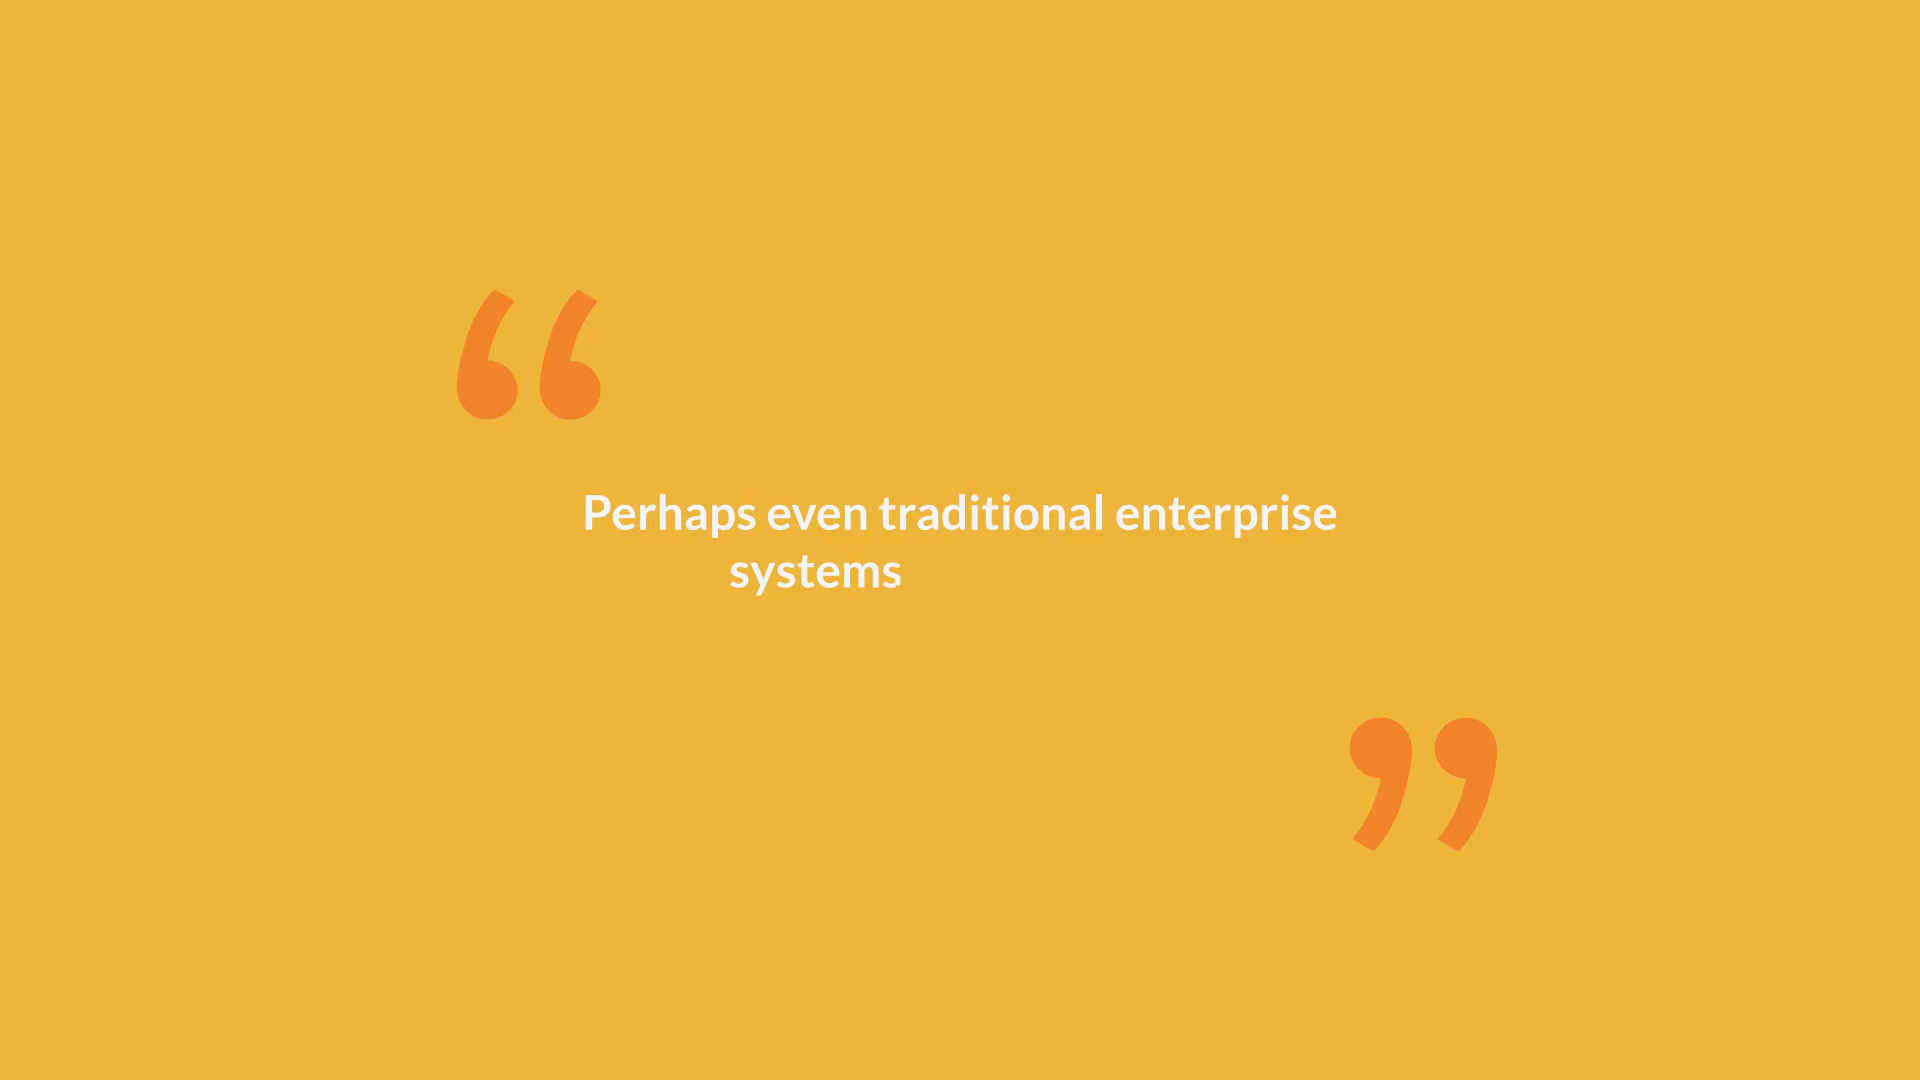 “
Perhaps even traditional enterprise
systems
”